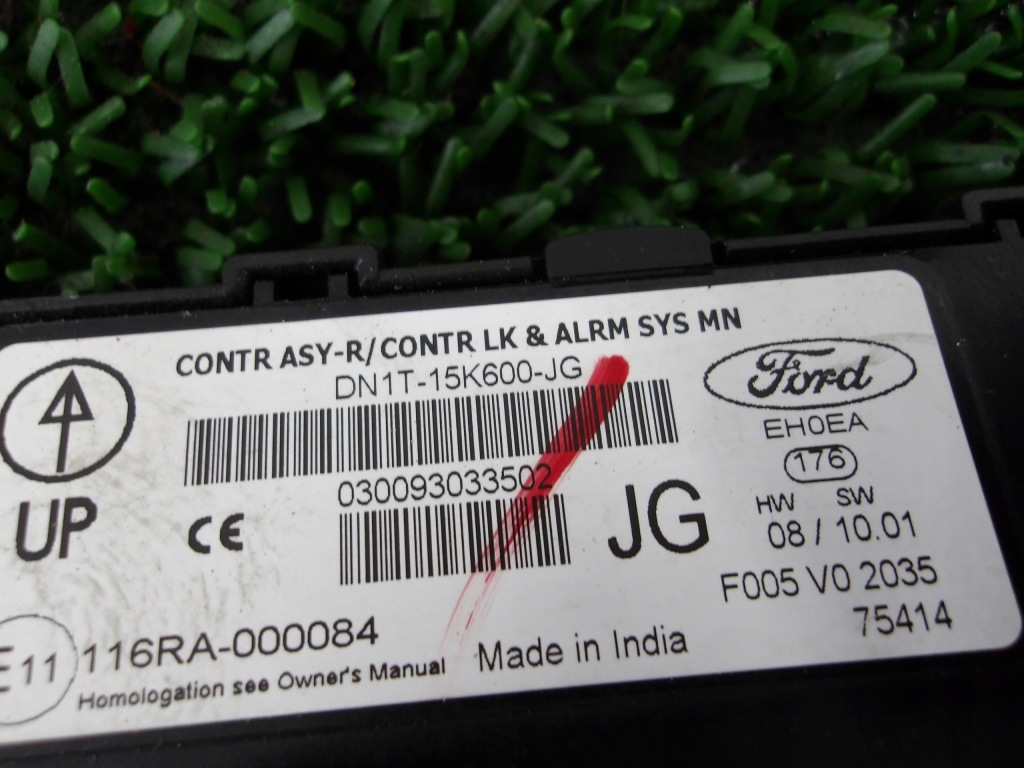 CONTR ASY-R/CONTR LK & ALRM SYS MN
DN1T-15K600-JG
Ford
EH0EA
176
UP
CE
030093033502
JG
HW SW
08 / 10.01
F005 V0 2035
75414
E11
116RA-000084
Homologation see Owner's Manual
Made in India